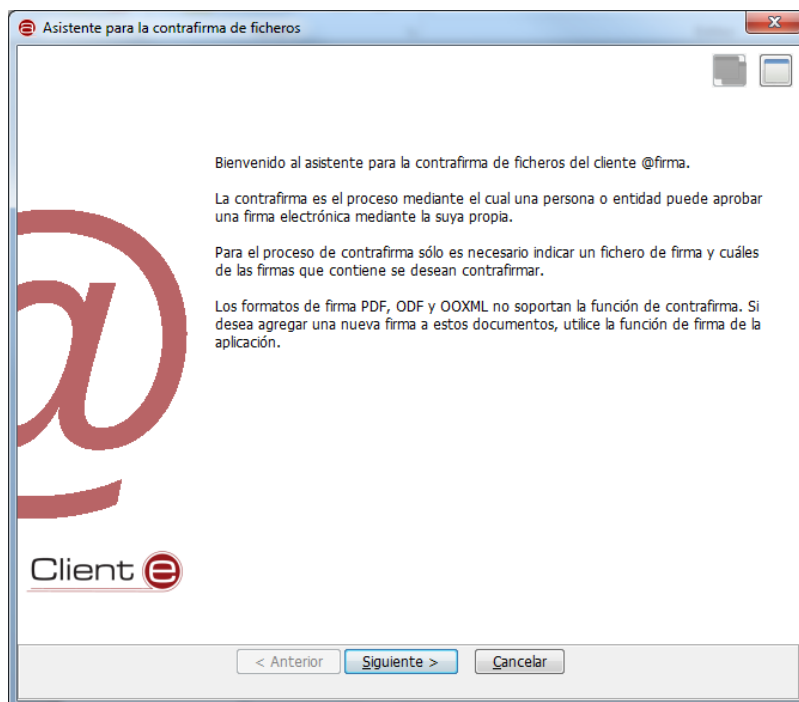 Asistente para la contrafirma de ficheros
Bienvenido al asistente para la contrafirma de ficheros del cliente @firma.
La contrafirma es el proceso mediante el cual una persona o entidad puede aprobar
una firma electrónica mediante la suya propia.
Para el proceso de contrafirma sólo es necesario indicar un fichero de firma y cuáles
de las firmas que contiene se desean contrafirmar.
Los formatos de firma PDF, ODF y OOXML no soportan la función de contrafirma. Si
desea agregar una nueva firma a estos documentos, utilice la función de firma de la
aplicación.
@
Client e
< Anterior Siguiente > Cancelar